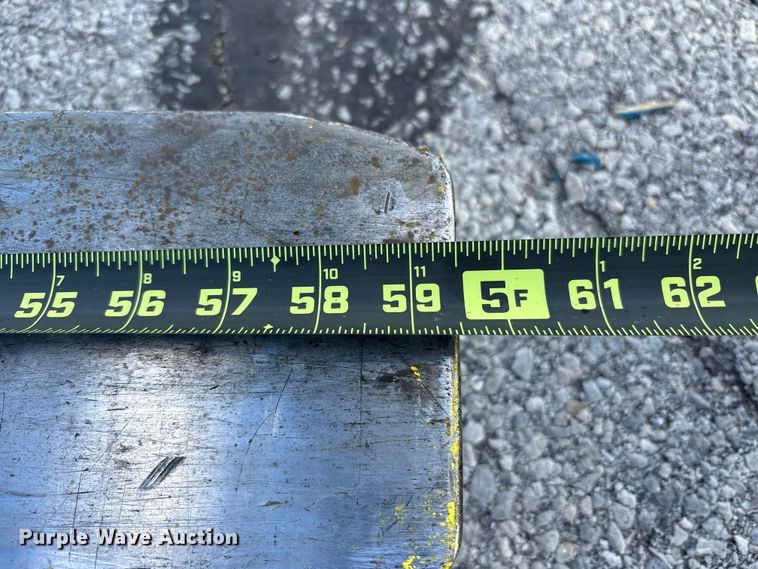 7 8 9 10 11 1 2
55 56 57 58 59 5F 61 62
Purple Wave Auction